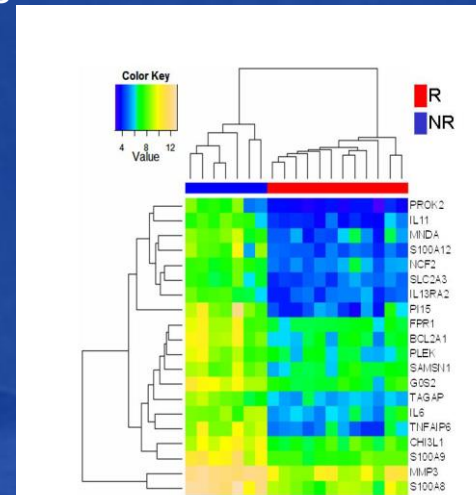 Color Key
4 8 12
Value
R
NR
PROK2
IL11
MNDA
S100A12
NCF2
SLC2A3
IL13RA2
PI15
FPR1
BCL2A1
PLEK
SAMSN1
G0S2
TAGAP
IL6
TNFAIP6
CHI3L1
S100A9
MMP3
S100A8